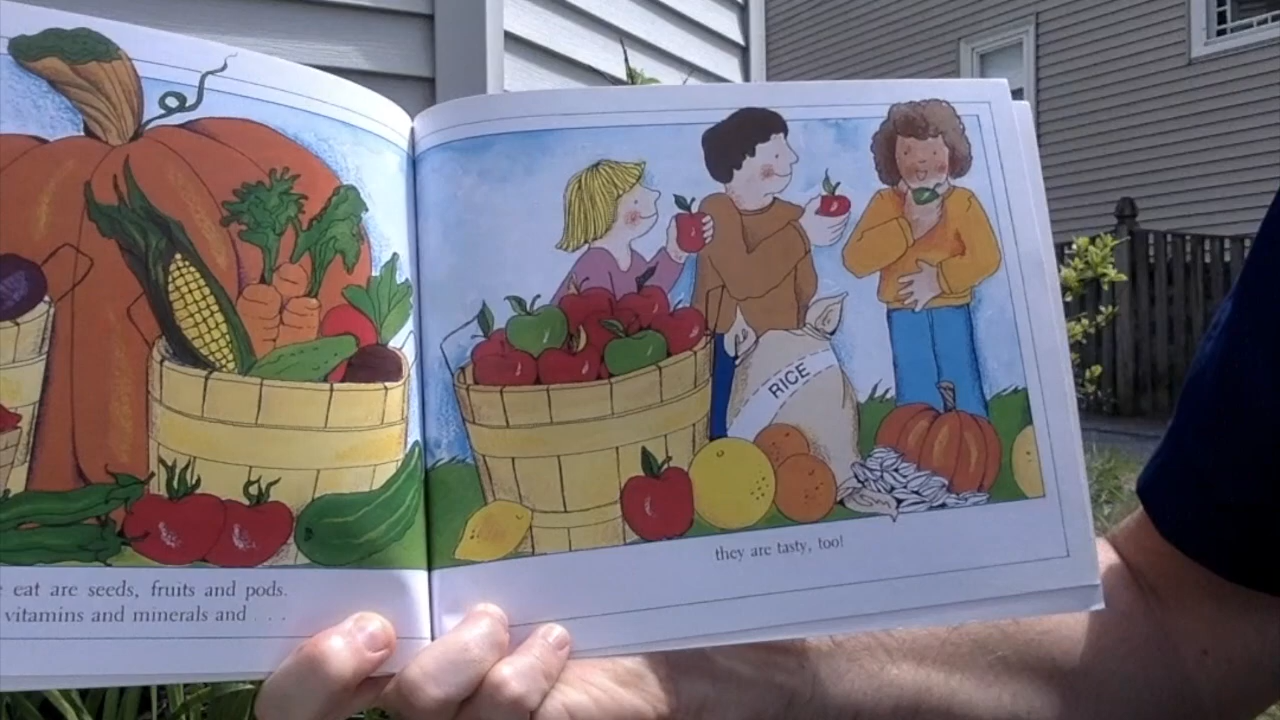 eat are seeds, fruits and pods.
vitamins and minerals and . . .
RICE
they are tasty, too!